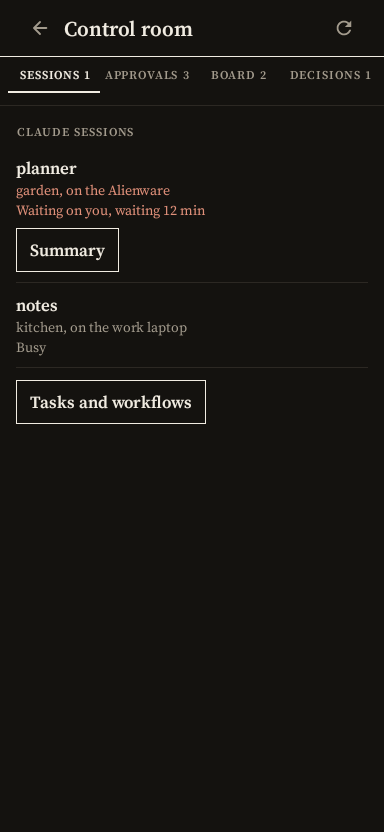 Control room
SESSIONS 1 APPROVALS 3 BOARD 2 DECISIONS 1
CLAUDE SESSIONS
planner
garden, on the Alienware
Waiting on you, waiting 12 min
Summary
notes
kitchen, on the work laptop
Busy
Tasks and workflows